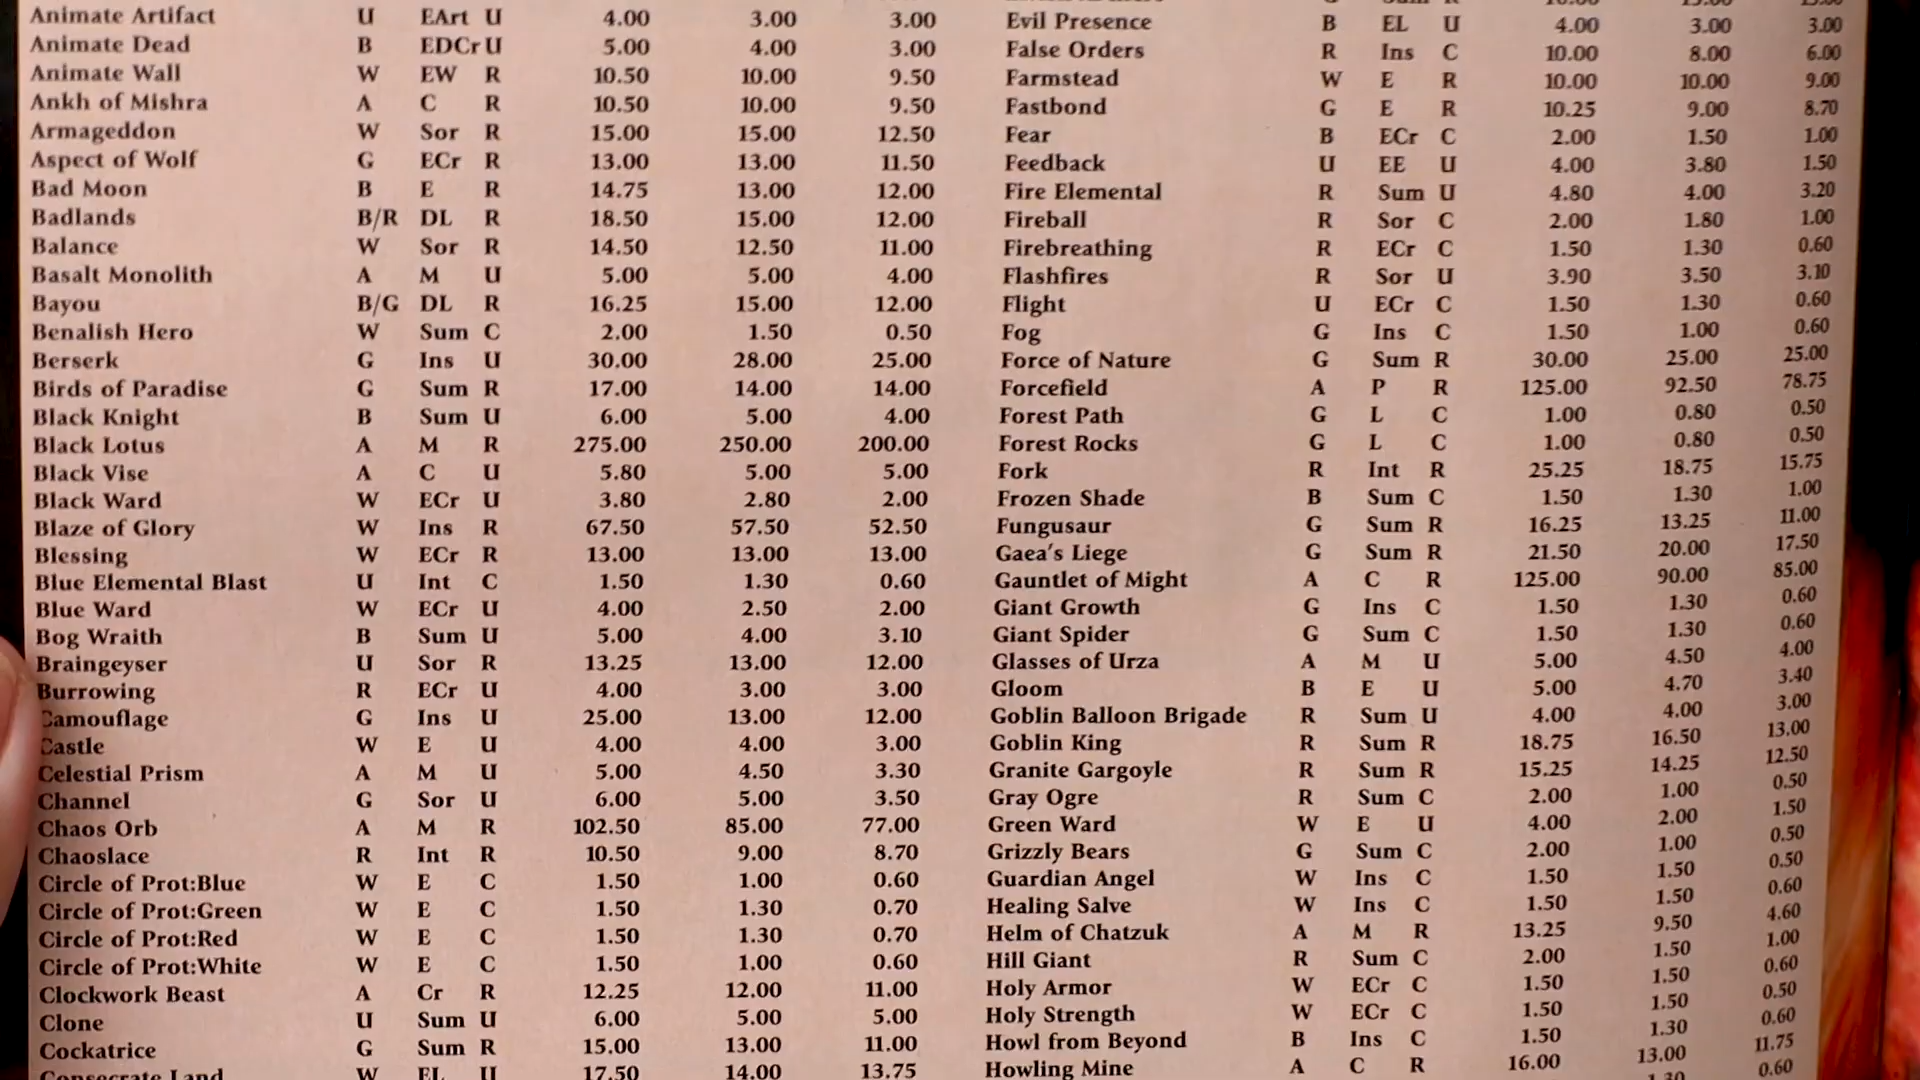 Animate Artifact U EArt U 4.00 3.00 3.00
Animate Dead B EDCr U 5.00 4.00 3.00
Animate Wall W EW R 10.50 10.00 9.50
Ankh of Mishra A C R 10.50 10.00 9.50
Armageddon W Sor R 15.00 15.00 12.50
Aspect of Wolf G ECr R 13.00 13.00 11.50
Bad Moon B E R 14.75 13.00 12.00
Badlands B/R DL R 18.50 15.00 12.00
Balance W Sor R 14.50 12.50 11.00
Basalt Monolith A M U 5.00 5.00 4.00
Bayou B/G DL R 16.25 15.00 12.00
Benalish Hero W Sum C 2.00 1.50 0.50
Berserk G Ins U 30.00 28.00 25.00
Birds of Paradise G Sum R 17.00 14.00 14.00
Black Knight B Sum U 6.00 5.00 4.00
Black Lotus A M R 275.00 250.00 200.00
Black Vise A C U 5.80 5.00 5.00
Black Ward W ECr U 3.80 2.80 2.00
Blaze of Glory W Ins R 67.50 57.50 52.50
Blessing W ECr R 13.00 13.00 13.00
Blue Elemental Blast U Int C 1.50 1.30 0.60
Blue Ward W ECr U 4.00 2.50 2.00
Bog Wraith B Sum U 5.00 4.00 3.10
Braingeyser U Sor R 13.25 13.00 12.00
Burrowing R ECr U 4.00 3.00 3.00
Camouflage G Ins U 25.00 13.00 12.00
Castle W E U 4.00 4.00 3.00
Celestial Prism A M U 5.00 4.50 3.30
Channel G Sor U 6.00 5.00 3.50
Chaos Orb A M R 102.50 85.00 77.00
Chaoslace R Int R 10.50 9.00 8.70
Circle of Prot:Blue W E C 1.50 1.00 0.60
Circle of Prot:Green W E C 1.50 1.30 0.70
Circle of Prot:Red W E C 1.50 1.30 0.70
Circle of Prot:White W E C 1.50 1.00 0.60
Clockwork Beast A Cr R 12.25 12.00 11.00
Clone U Sum U 6.00 5.00 5.00
Cockatrice G Sum R 15.00 13.00 11.00
Consecrate Land W EL U 17.50 14.00 13.75
Evil Presence B EL U 4.00 3.00 3.00
False Orders R Ins C 10.00 8.00 6.00
Farmstead W E R 10.00 10.00 9.00
Fastbond G E R 10.25 9.00 8.70
Fear B ECr C 2.00 1.50 1.00
Feedback U EE U 4.00 3.80 1.50
Fire Elemental R Sum U 4.80 4.00 3.20
Fireball R Sor C 2.00 1.80 1.00
Firebreathing R ECr C 1.50 1.30 0.60
Flashfires R Sor U 3.90 3.50 3.10
Flight U ECr C 1.50 1.30 0.60
Fog G Ins C 1.50 1.00 0.60
Force of Nature G Sum R 30.00 25.00 25.00
Forcefield A P R 125.00 92.50 78.75
Forest Path G L C 1.00 0.80 0.50
Forest Rocks G L C 1.00 0.80 0.50
Fork R Int R 25.25 18.75 15.75
Frozen Shade B Sum C 1.50 1.30 1.00
Fungusaur G Sum R 16.25 13.25 11.00
Gaea's Liege G Sum R 21.50 20.00 17.50
Gauntlet of Might A C R 125.00 90.00 85.00
Giant Growth G Ins C 1.50 1.30 0.60
Giant Spider G Sum C 1.50 1.30 0.60
Glasses of Urza A M U 5.00 4.50 4.00
Gloom B E U 5.00 4.70 3.40
Goblin Balloon Brigade R Sum U 4.00 4.00 3.00
Goblin King R Sum R 18.75 16.50 13.00
Granite Gargoyle R Sum R 15.25 14.25 12.50
Gray Ogre R Sum C 2.00 1.00 0.50
Green Ward W E U 4.00 2.00 1.50
Grizzly Bears G Sum C 2.00 1.00 0.50
Guardian Angel W Ins C 1.50 1.50 0.50
Healing Salve W Ins C 1.50 1.50 0.60
Helm of Chatzuk A M R 13.25 9.50 4.60
Hill Giant R Sum C 2.00 1.50 1.00
Holy Armor W ECr C 1.50 1.50 0.60
Holy Strength W ECr C 1.50 1.50 0.50
Howl from Beyond B Ins C 1.50 1.30 0.60
Howling Mine A C R 16.00 13.00 11.75
0.60